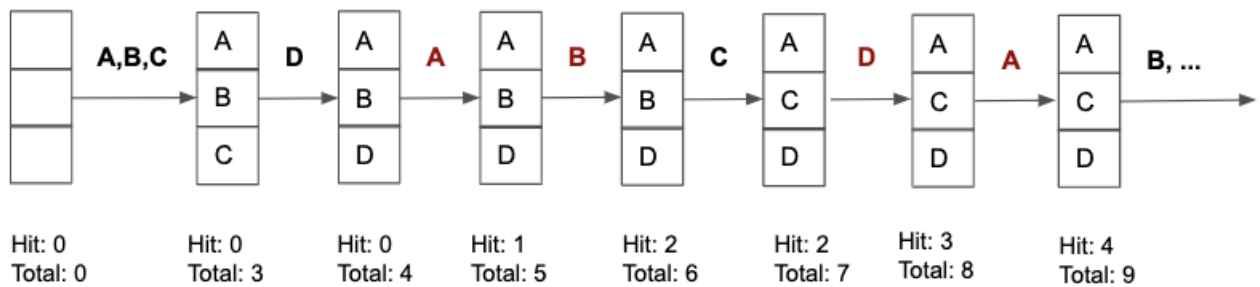 A,B,C
D
A
B
C
D
A
B, ...
A
B
C
A
B
D
A
B
D
A
B
D
A
C
D
A
C
D
A
C
D
Hit: 0
Total: 0
Hit: 0
Total: 3
Hit: 0
Total: 4
Hit: 1
Total: 5
Hit: 2
Total: 6
Hit: 2
Total: 7
Hit: 3
Total: 8
Hit: 4
Total: 9